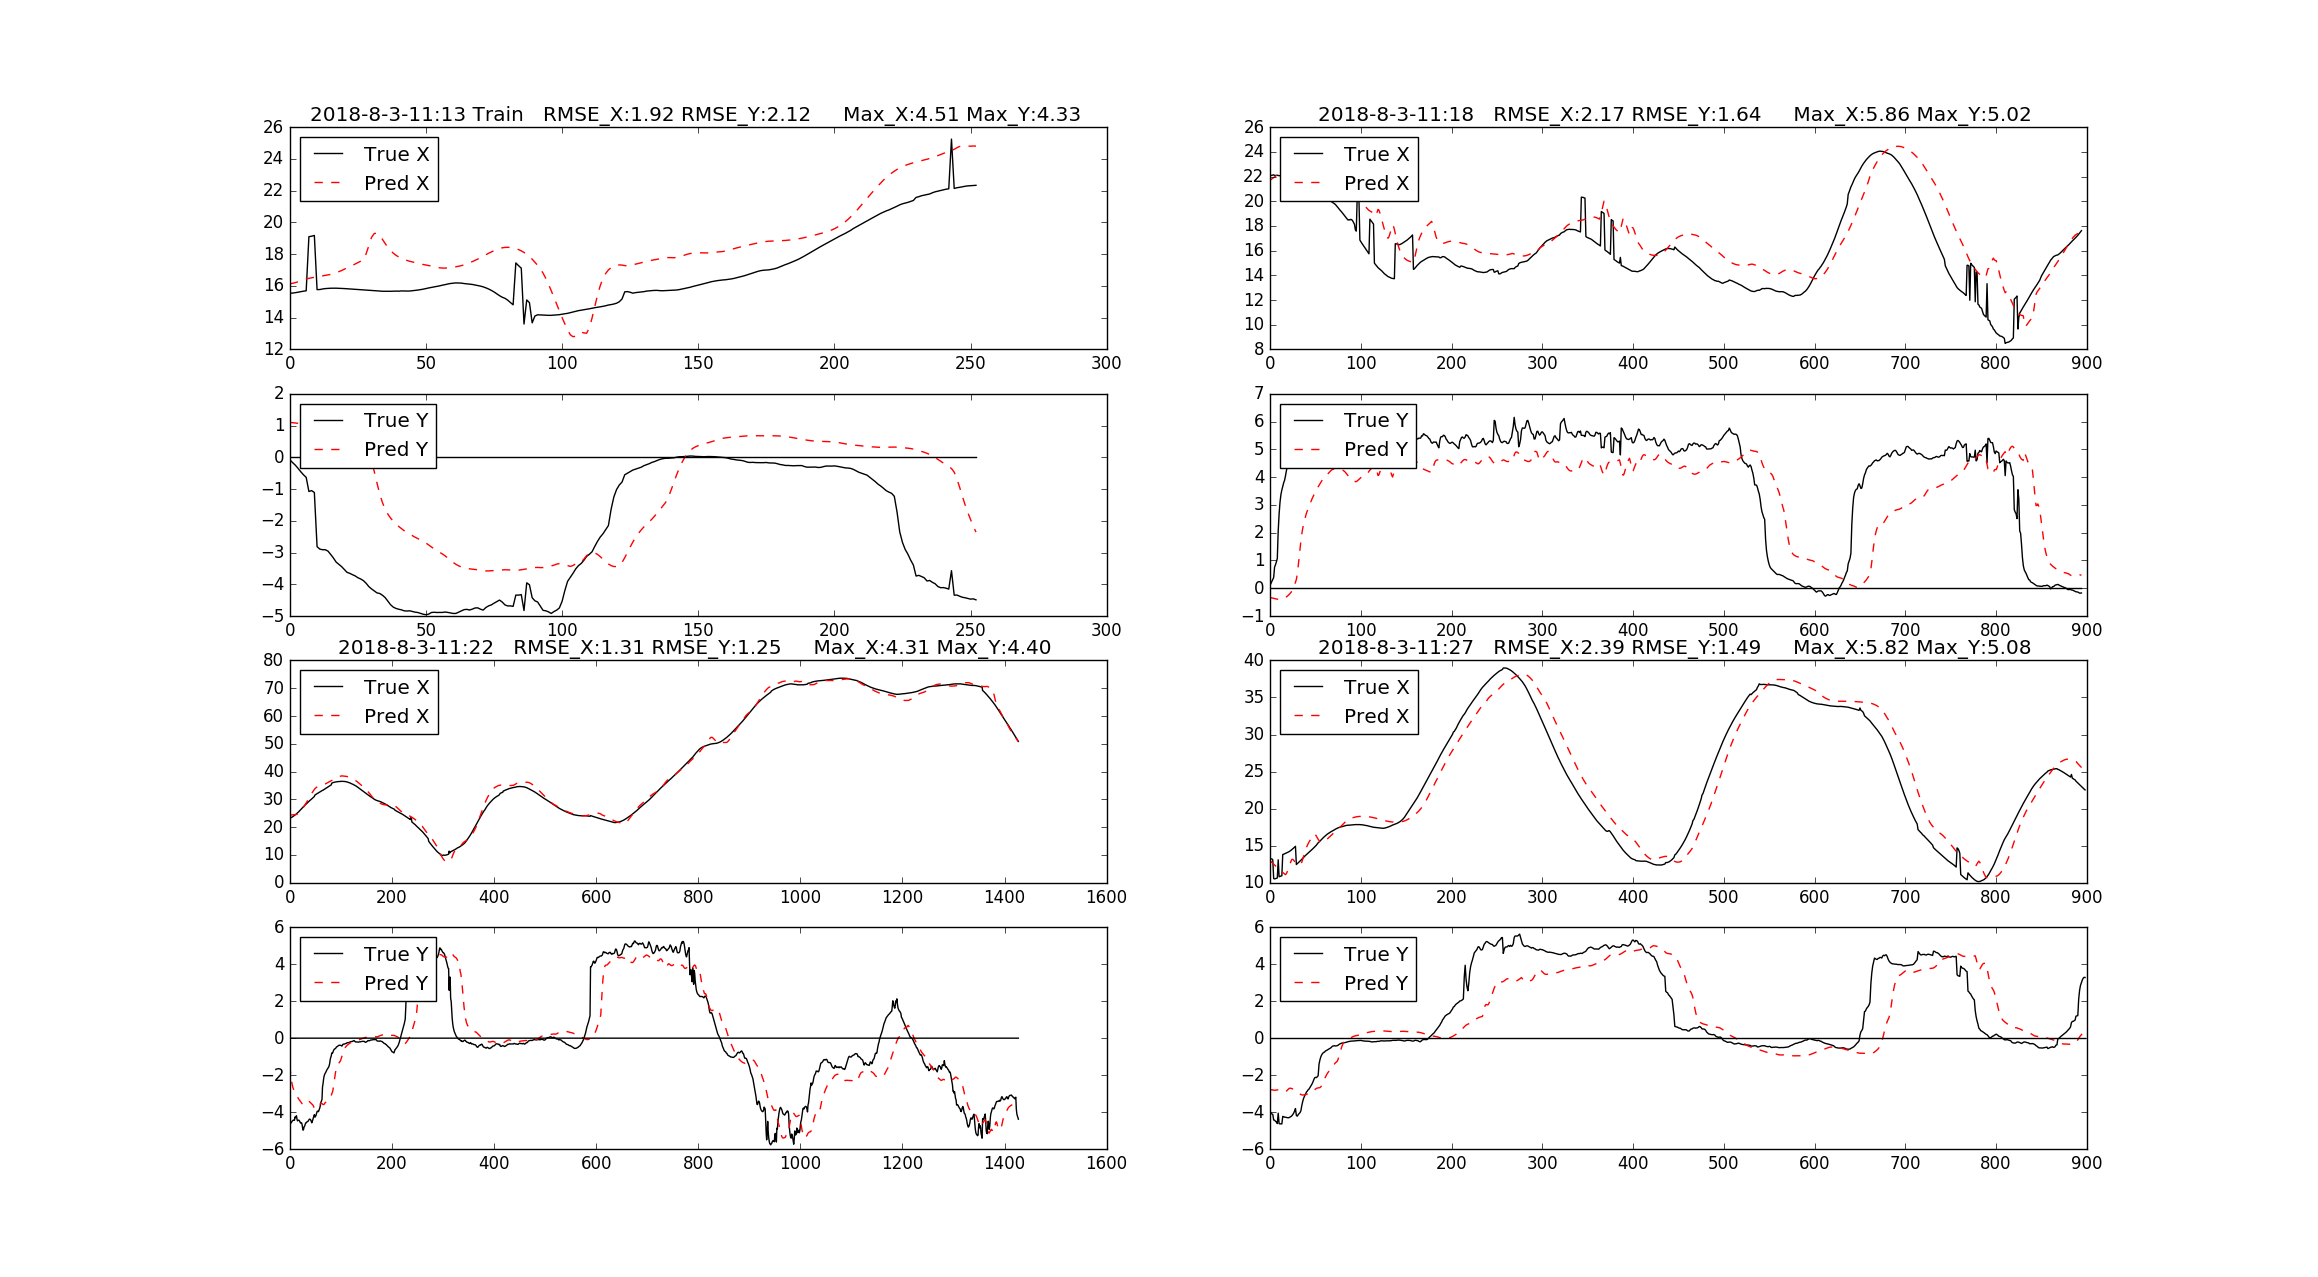 2018-8-3-11:13 Train RMSE_X:1.92 RMSE_Y:2.12 Max_X:4.51 Max_Y:4.33
26
24
22
20
18
16
14
12
True X
Pred X
0 50 100 150 200 250 300
2
1
0
−1
−2
−3
−4
−5
True Y
Pred Y
0 50 100 150 200 250 300
2018-8-3-11:18 RMSE_X:2.17 RMSE_Y:1.64 Max_X:5.86 Max_Y:5.02
26
24
22
20
18
16
14
12
10
8
True X
Pred X
0 100 200 300 400 500 600 700 800 900
7
6
5
4
3
2
1
0
−1
True Y
Pred Y
0 100 200 300 400 500 600 700 800 900
2018-8-3-11:22 RMSE_X:1.31 RMSE_Y:1.25 Max_X:4.31 Max_Y:4.40
80
70
60
50
40
30
20
10
0
True X
Pred X
0 200 400 600 800 1000 1200 1400 1600
6
4
2
0
−2
−4
−6
True Y
Pred Y
0 200 400 600 800 1000 1200 1400 1600
2018-8-3-11:27 RMSE_X:2.39 RMSE_Y:1.49 Max_X:5.82 Max_Y:5.08
40
35
30
25
20
15
10
True X
Pred X
0 100 200 300 400 500 600 700 800 900
6
4
2
0
−2
−4
−6
True Y
Pred Y
0 100 200 300 400 500 600 700 800 900